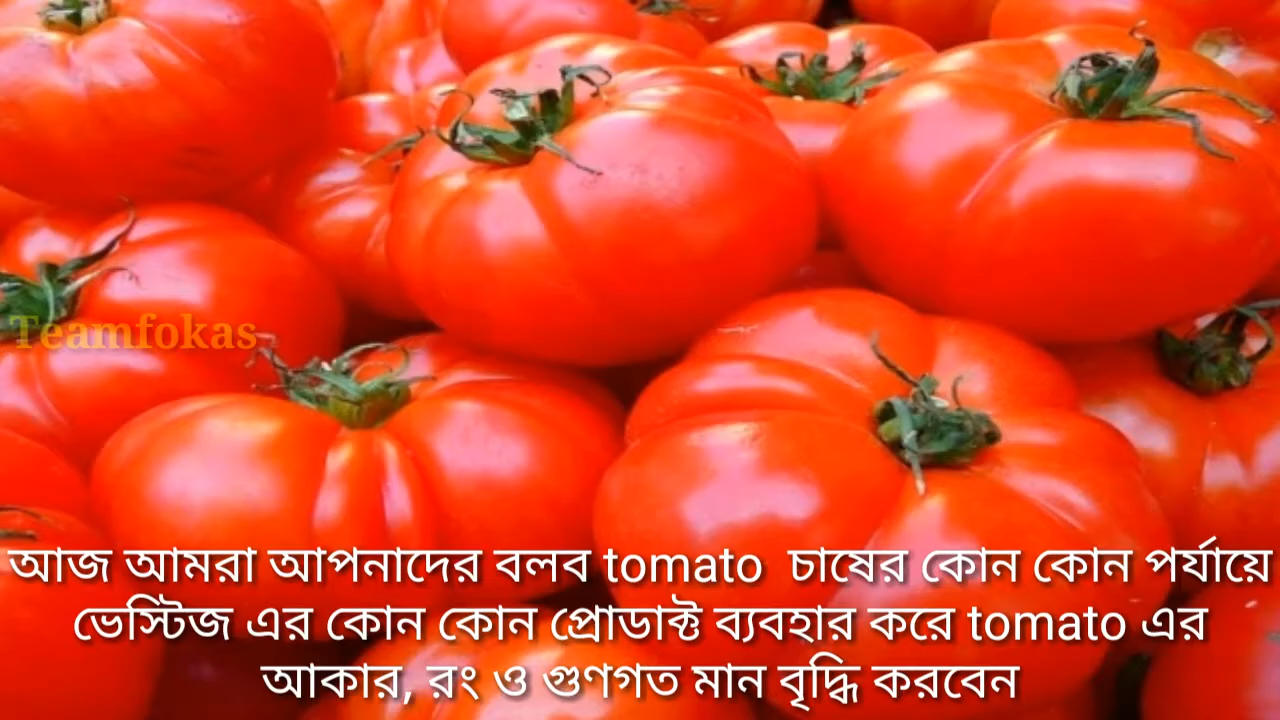 Teamfokas
আজ আমরা আপনাদের বলব tomato চাষের কোন কোন পর্যায়ে
ভেস্টিজ এর কোন কোন প্রোডাক্ট ব্যবহার করে tomato এর
আকার, রং ও গুণগত মান বৃদ্ধি করবেন